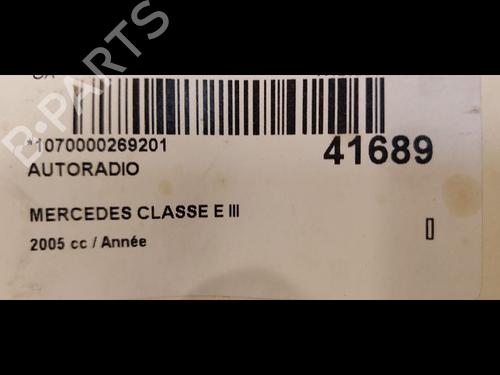 B-PARTS
*1070000269201
41689
AUTORADIO
MERCEDES CLASSE E III
2005 cc / Année